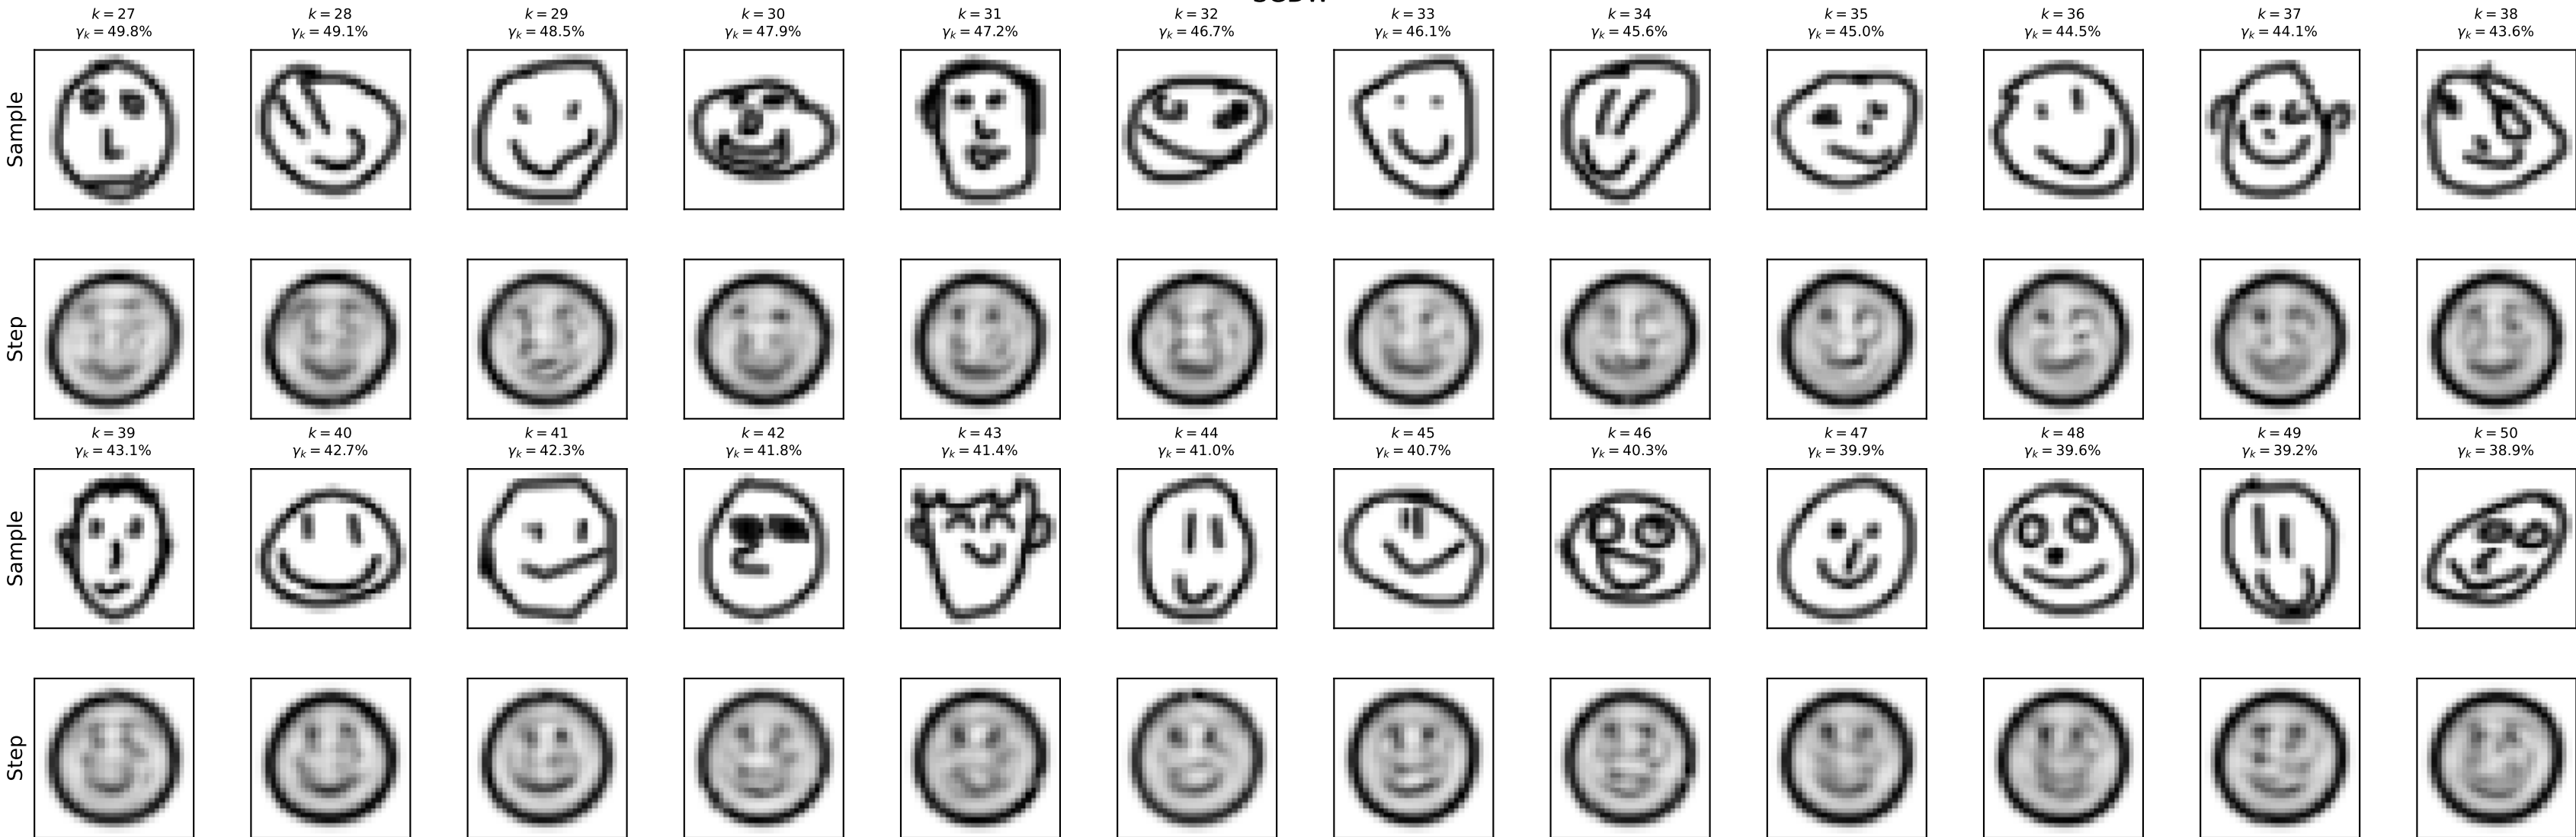 k = 27 k = 28 k = 29 k = 30 k = 31 k = 32 k = 33 k = 34 k = 35 k = 36 k = 37 k = 38
γₖ = 49.8% γₖ = 49.1% γₖ = 48.5% γₖ = 47.9% γₖ = 47.2% γₖ = 46.7% γₖ = 46.1% γₖ = 45.6% γₖ = 45.0% γₖ = 44.5% γₖ = 44.1% γₖ = 43.6%
Sample
Step
k = 39 k = 40 k = 41 k = 42 k = 43 k = 44 k = 45 k = 46 k = 47 k = 48 k = 49 k = 50
γₖ = 43.1% γₖ = 42.7% γₖ = 42.3% γₖ = 41.8% γₖ = 41.4% γₖ = 41.0% γₖ = 40.7% γₖ = 40.3% γₖ = 39.9% γₖ = 39.6% γₖ = 39.2% γₖ = 38.9%
Sample
Step